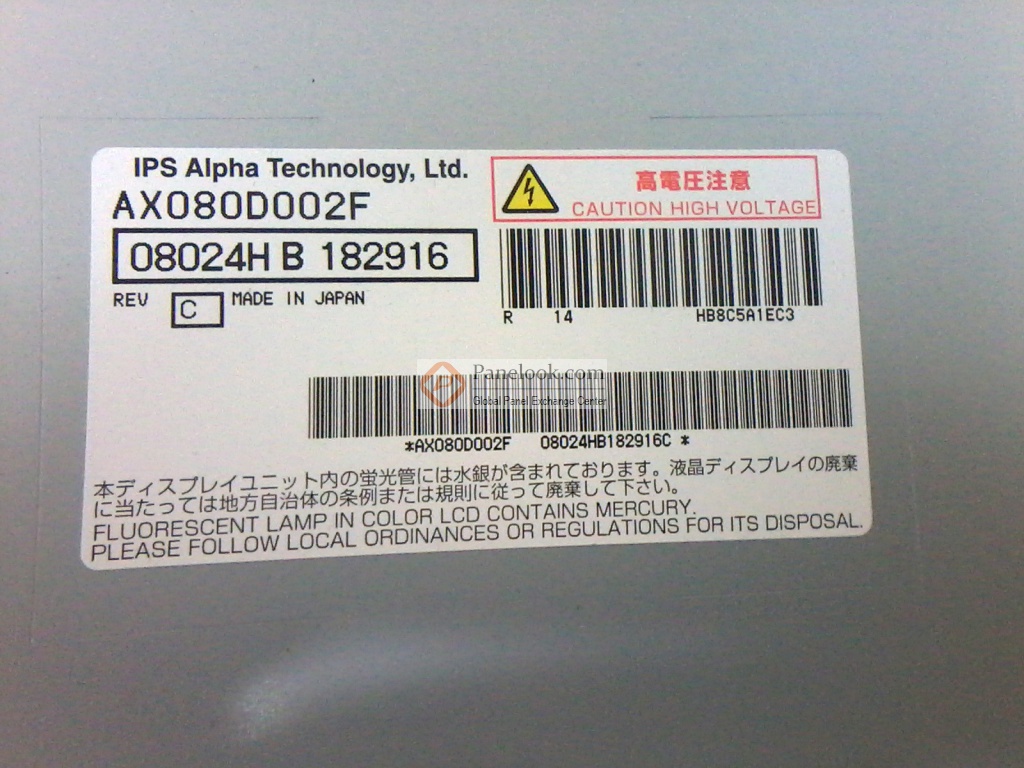 IPS Alpha Technology, Ltd.
AX080D002F
高電圧注意
CAUTION HIGH VOLTAGE
08024H B 182916
REV C MADE IN JAPAN
R 14 HB8C5A1EC3
Panelook.com
Global Panel Exchange Center
*AX080D002F 08024HB182916C *
本ディスプレイユニット内の蛍光管には水銀が含まれております。液晶ディスプレイの廃棄
に当たっては地方自治体の条例または規則に従って廃棄して下さい。
FLUORESCENT LAMP IN COLOR LCD CONTAINS MERCURY.
PLEASE FOLLOW LOCAL ORDINANCES OR REGULATIONS FOR ITS DISPOSAL.